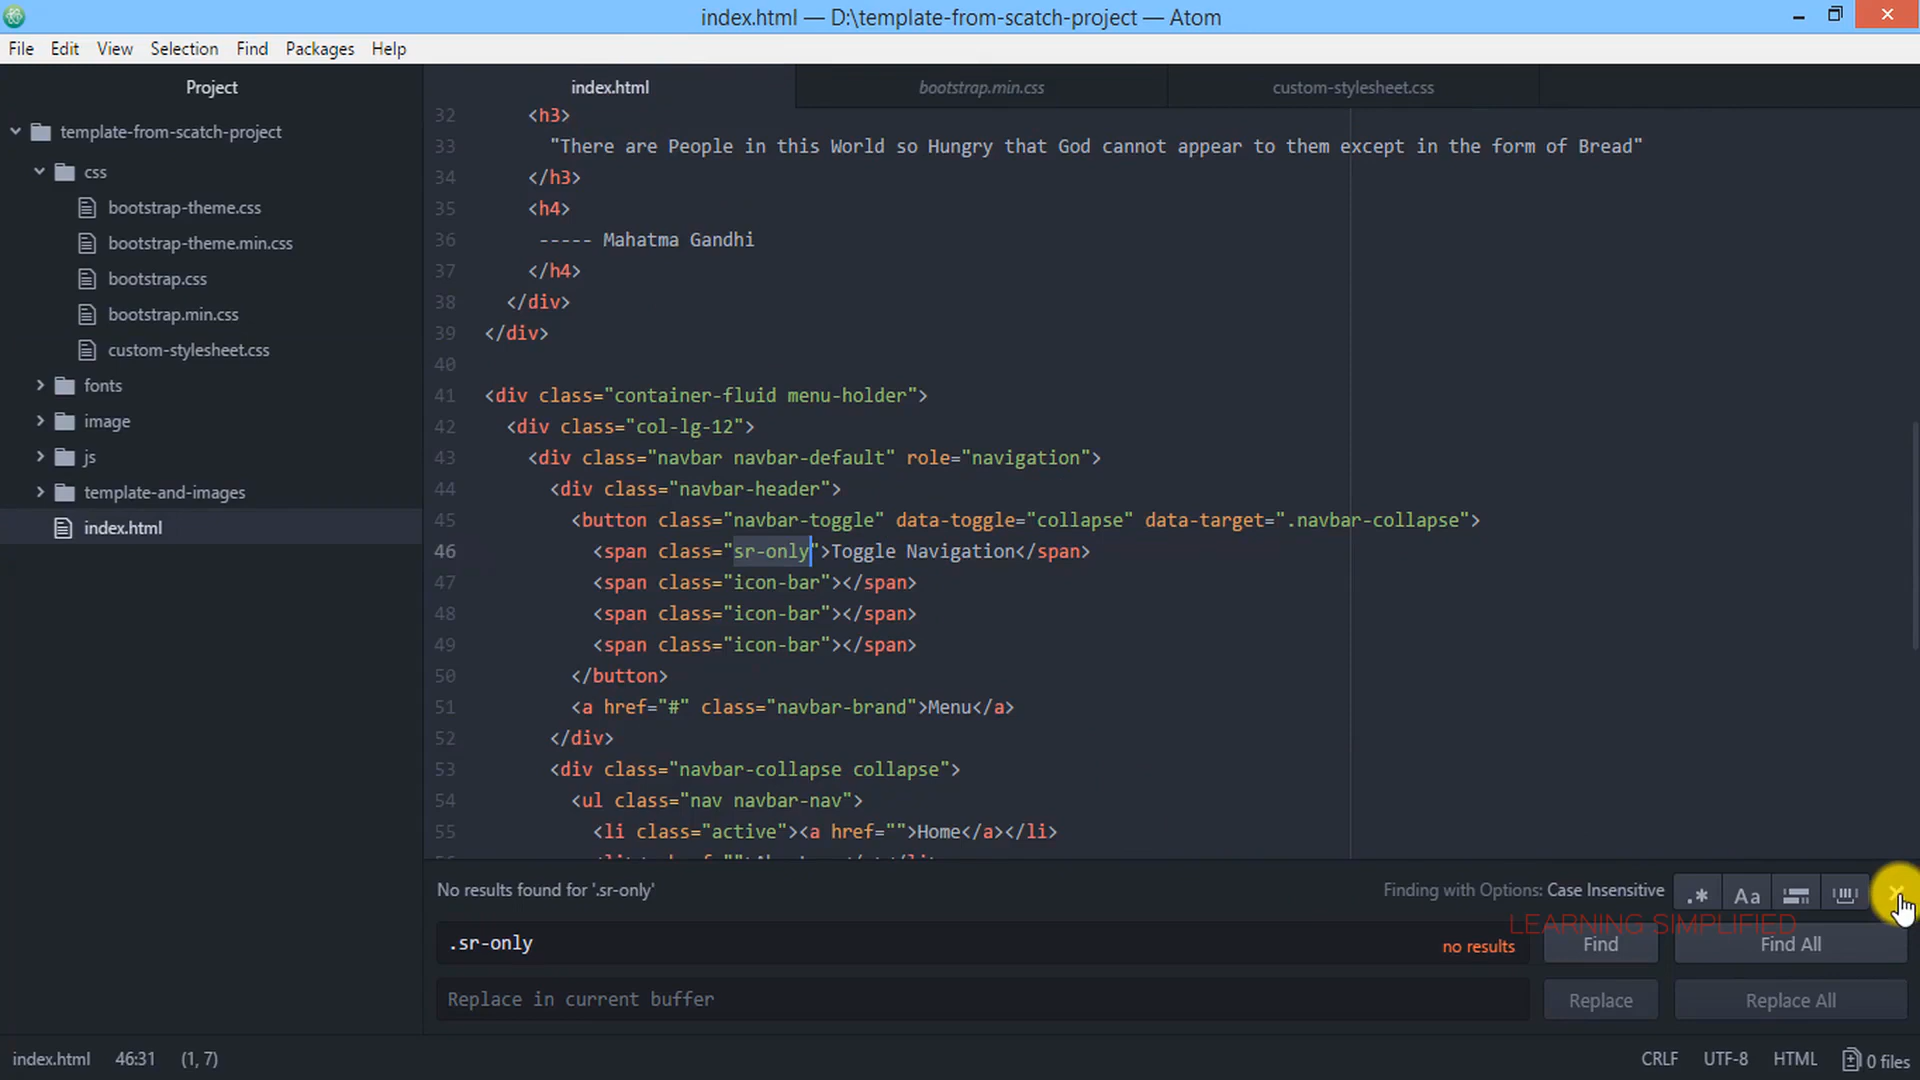 index.html — D:\template-from-scatch-project — Atom
File Edit View Selection Find Packages Help
Project
template-from-scatch-project
css
bootstrap-theme.css
bootstrap-theme.min.css
bootstrap.css
bootstrap.min.css
custom-stylesheet.css
fonts
image
js
template-and-images
index.html
index.html bootstrap.min.css custom-stylesheet.css
32 <h3>
33 "There are People in this World so Hungry that God cannot appear to them except in the form of Bread"
34 </h3>
35 <h4>
36 ----- Mahatma Gandhi
37 </h4>
38 </div>
39 </div>
40
41 <div class="container-fluid menu-holder">
42 <div class="col-lg-12">
43 <div class="navbar navbar-default" role="navigation">
44 <div class="navbar-header">
45 <button class="navbar-toggle" data-toggle="collapse" data-target=".navbar-collapse">
46 <span class="sr-only">Toggle Navigation</span>
47 <span class="icon-bar"></span>
48 <span class="icon-bar"></span>
49 <span class="icon-bar"></span>
50 </button>
51 <a href="#" class="navbar-brand">Menu</a>
52 </div>
53 <div class="navbar-collapse collapse">
54 <ul class="nav navbar-nav">
55 <li class="active"><a href="">Home</a></li>
No results found for '.sr-only' Finding with Options: Case Insensitive .* Aa
LEARNING SIMPLIFIED
.sr-only no results Find Find All
Replace in current buffer Replace Replace All
index.html 46:31 (1, 7) CRLF UTF-8 HTML 0 files